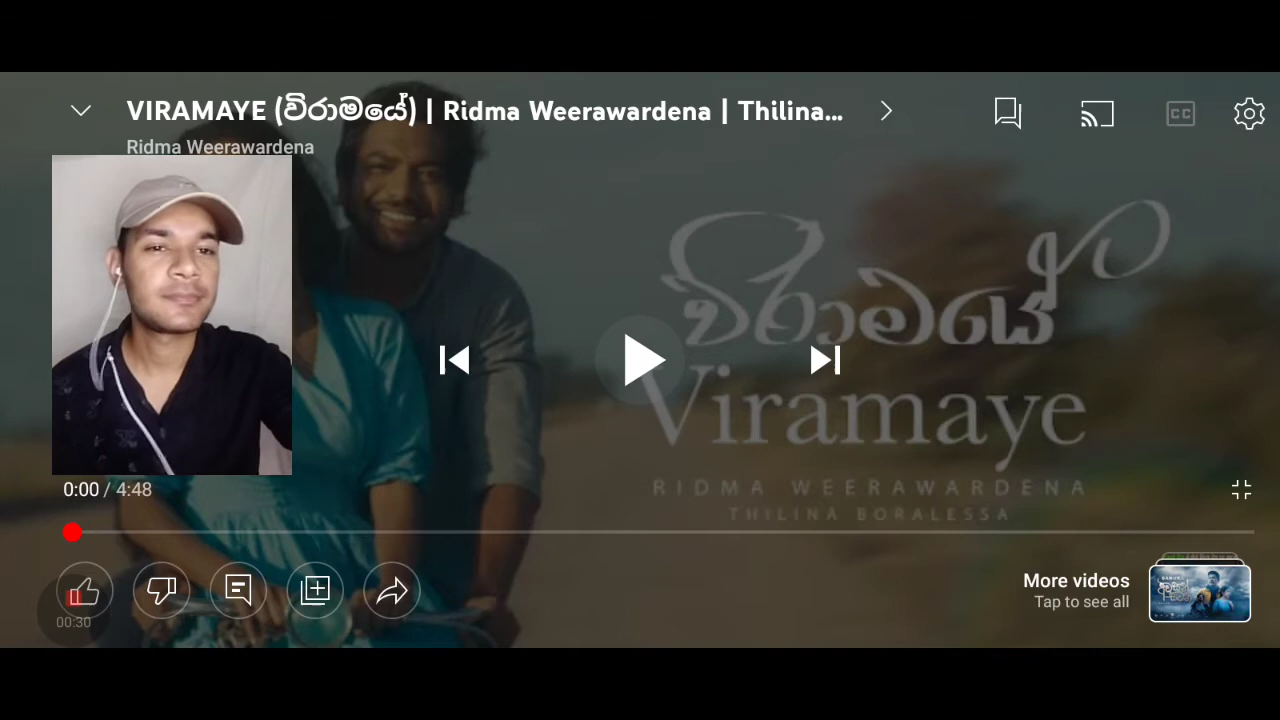 VIRAMAYE (විරාමයේ) | Ridma Weerawardena | Thilina...
CC
Ridma Weerawardena
විරාමයේ
Viramaye
RIDMA WEERAWARDENA
THILINA BORALESSA
0:00 / 4:48
More videos
Tap to see all
00:30